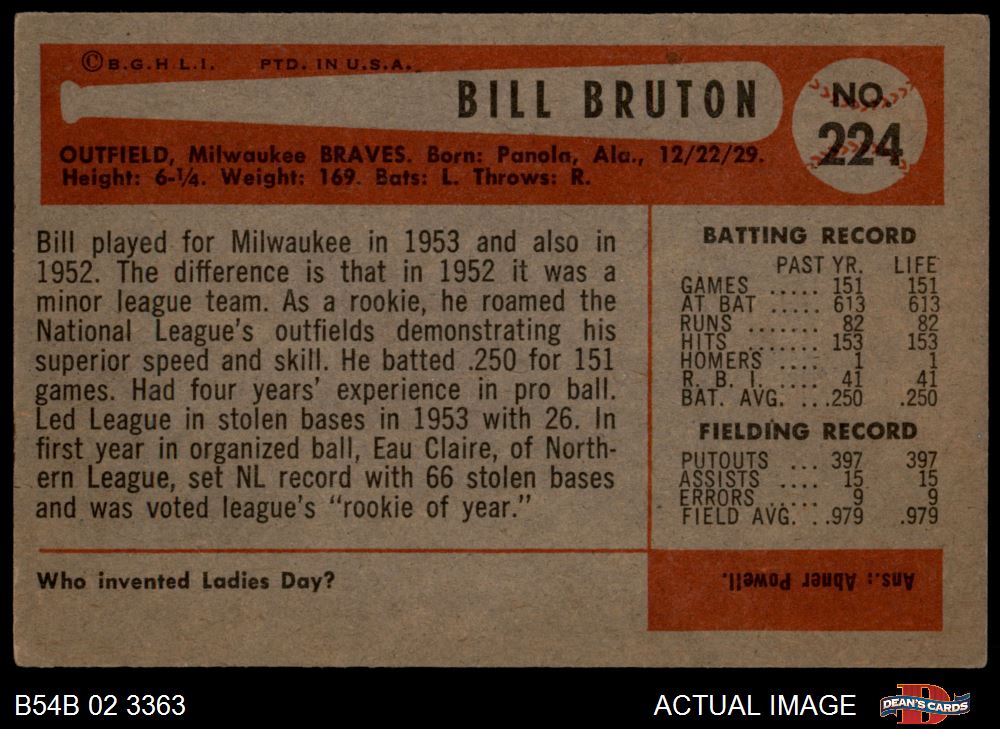 ©B.G.H L.I. PTD. IN U.S.A.
BILL BRUTON
NO.
224
OUTFIELD, Milwaukee BRAVES. Born: Panola, Ala., 12/22/29.
Height: 6-1/4. Weight: 169. Bats: L. Throws: R.
Bill played for Milwaukee in 1953 and also in
1952. The difference is that in 1952 it was a
minor league team. As a rookie, he roamed the
National League's outfields demonstrating his
superior speed and skill. He batted .250 for 151
games. Had four years' experience in pro ball.
Led League in stolen bases in 1953 with 26. In
first year in organized ball, Eau Claire, of North-
ern League, set NL record with 66 stolen bases
and was voted league's "rookie of year."
BATTING RECORD
PAST YR. LIFE
GAMES ..... 151 151
AT BAT ..... 613 613
RUNS ....... 82 82
HITS ....... 153 153
HOMERS .... 1 1
R. B. I. .... 41 41
BAT. AVG. ...250 .250
FIELDING RECORD
PUTOUTS ... 397 397
ASSISTS .... 15 15
ERRORS ..... 9 9
FIELD AVG. ..979 .979
Who invented Ladies Day?
Ans.: Abner Powell.
B54B 02 3363
ACTUAL IMAGE
D
DEAN'S CARDS